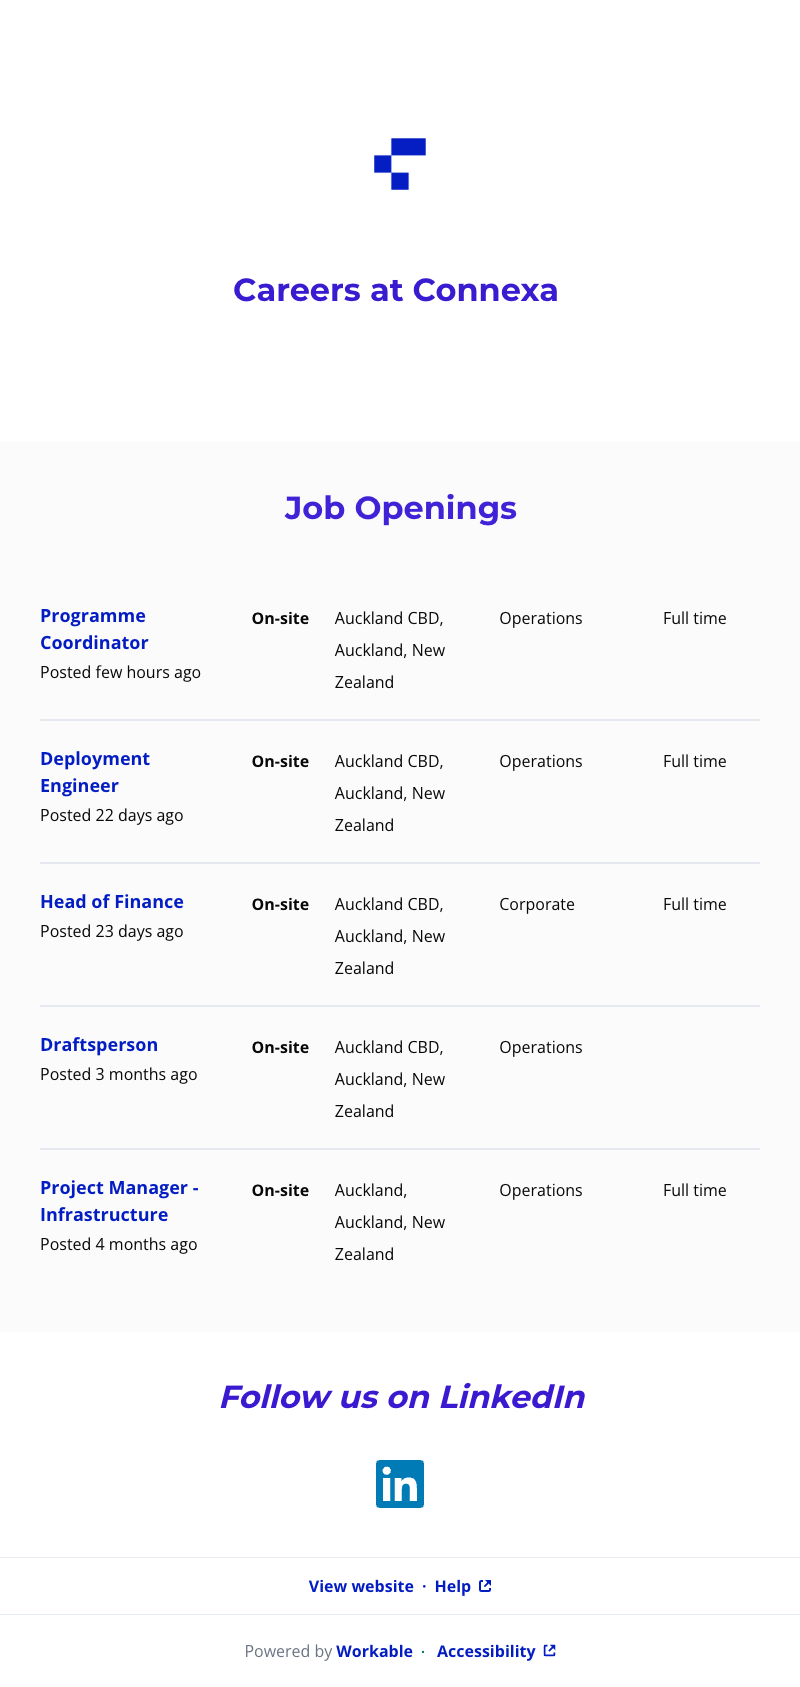 Careers at Connexa
Job Openings
Programme
Coordinator
Posted few hours ago
On-site
Auckland CBD,
Auckland, New
Zealand
Operations
Full time
Deployment
Engineer
Posted 22 days ago
On-site
Auckland CBD,
Auckland, New
Zealand
Operations
Full time
Head of Finance
Posted 23 days ago
On-site
Auckland CBD,
Auckland, New
Zealand
Corporate
Full time
Draftsperson
Posted 3 months ago
On-site
Auckland CBD,
Auckland, New
Zealand
Operations
Project Manager -
Infrastructure
Posted 4 months ago
On-site
Auckland,
Auckland, New
Zealand
Operations
Full time
Follow us on LinkedIn
in
View website · Help
Powered by Workable · Accessibility